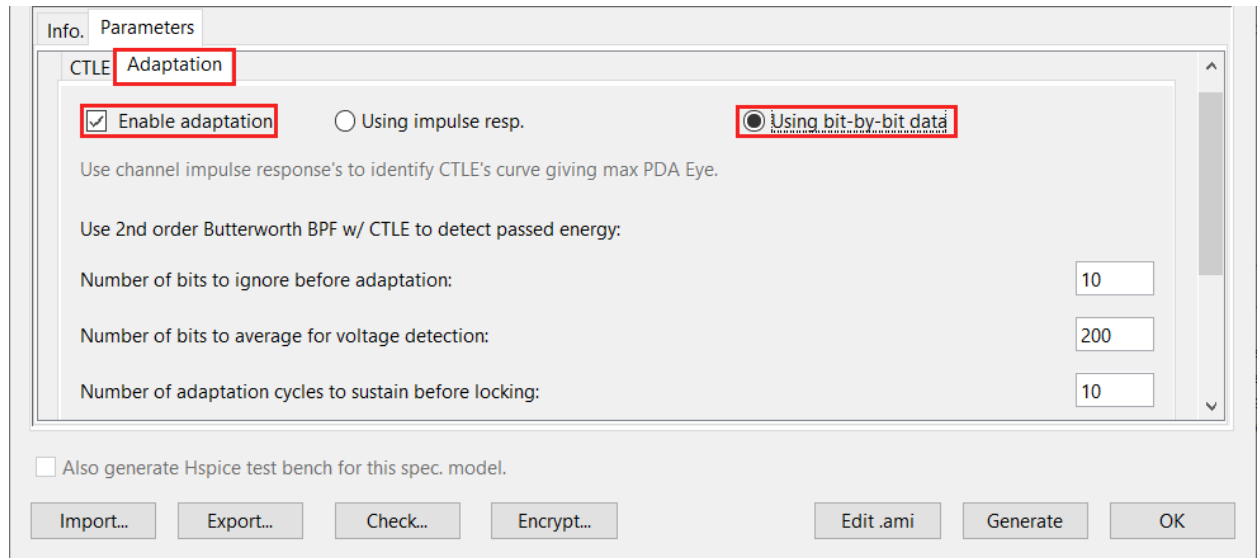 Info. Parameters
CTLE Adaptation
Enable adaptation Using impulse resp. Using bit-by-bit data
Use channel impulse response's to identify CTLE's curve giving max PDA Eye.
Use 2nd order Butterworth BPF w/ CTLE to detect passed energy:
Number of bits to ignore before adaptation: 10
Number of bits to average for voltage detection: 200
Number of adaptation cycles to sustain before locking: 10
Also generate Hspice test bench for this spec. model.
Import... Export... Check... Encrypt... Edit .ami Generate OK